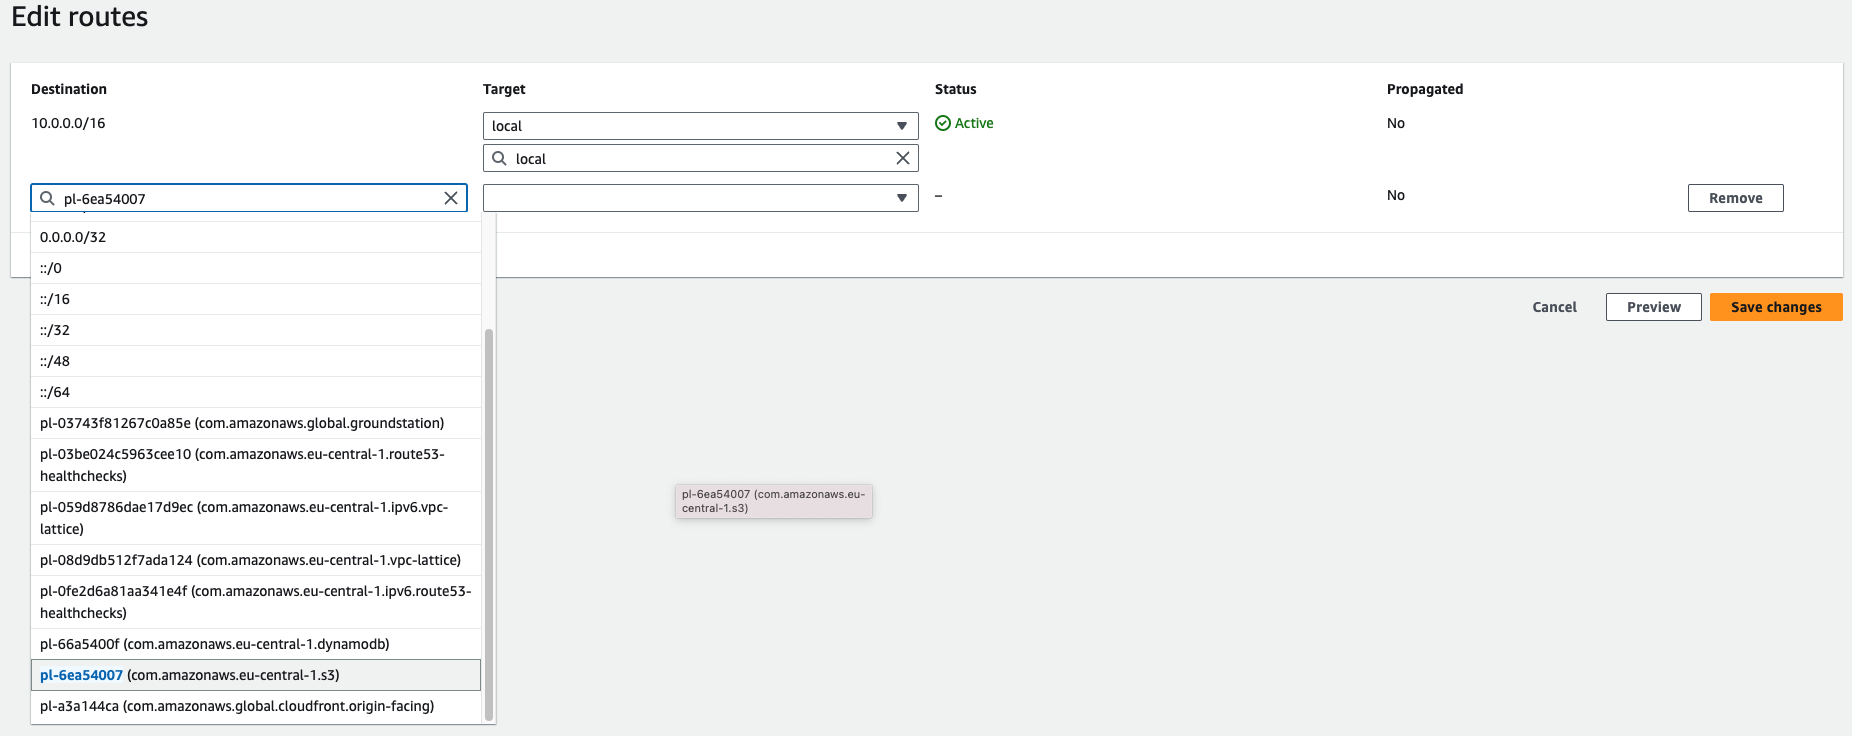 Edit routes
Destination
Target
Status
Propagated
10.0.0.0/16
local
Active
No
local
pl-6ea54007
–
No
Remove
0.0.0.0/32
::/0
::/16
::/32
::/48
::/64
pl-03743f81267c0a85e (com.amazonaws.global.groundstation)
pl-03be024c5963cee10 (com.amazonaws.eu-central-1.route53-
healthchecks)
pl-059d8786dae17d9ec (com.amazonaws.eu-central-1.ipv6.vpc-
lattice)
pl-08d9db512f7ada124 (com.amazonaws.eu-central-1.vpc-lattice)
pl-0fe2d6a81aa341e4f (com.amazonaws.eu-central-1.ipv6.route53-
healthchecks)
pl-66a5400f (com.amazonaws.eu-central-1.dynamodb)
pl-6ea54007 (com.amazonaws.eu-central-1.s3)
pl-a3a144ca (com.amazonaws.global.cloudfront.origin-facing)
Cancel
Preview
Save changes
pl-6ea54007 (com.amazonaws.eu-
central-1.s3)